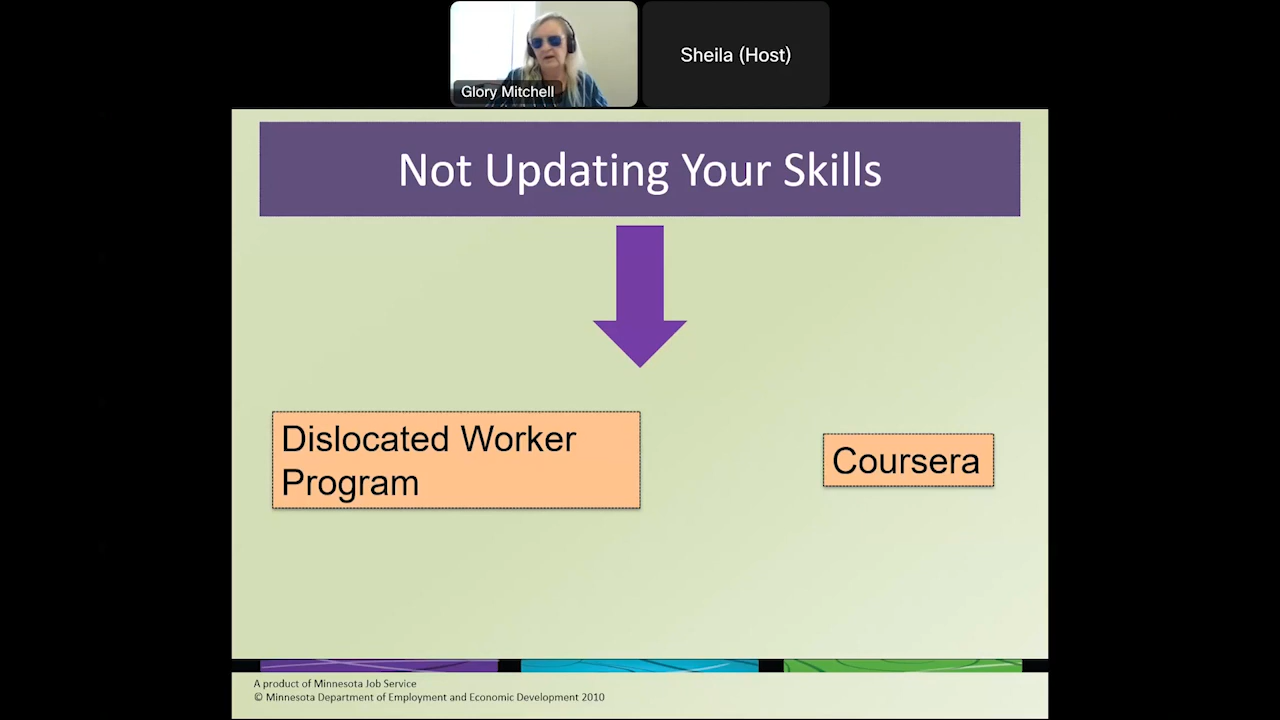 Glory Mitchell
Sheila (Host)
Not Updating Your Skills
Dislocated Worker
Program
Coursera
A product of Minnesota Job Service
© Minnesota Department of Employment and Economic Development 2010